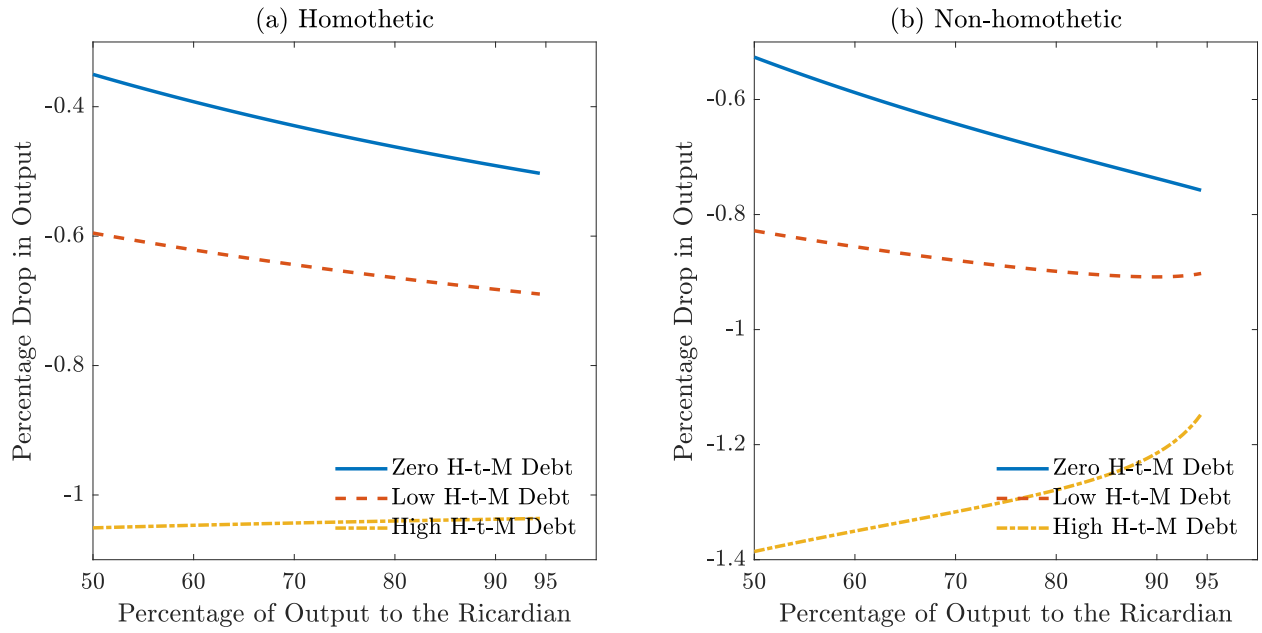 (a) Homothetic
Percentage Drop in Output
-0.4
-0.6
-0.8
-1
Zero H-t-M Debt
Low H-t-M Debt
High H-t-M Debt
50 60 70 80 90 95
Percentage of Output to the Ricardian
(b) Non-homothetic
Percentage Drop in Output
-0.6
-0.8
-1
-1.2
-1.4
Zero H-t-M Debt
Low H-t-M Debt
High H-t-M Debt
50 60 70 80 90 95
Percentage of Output to the Ricardian